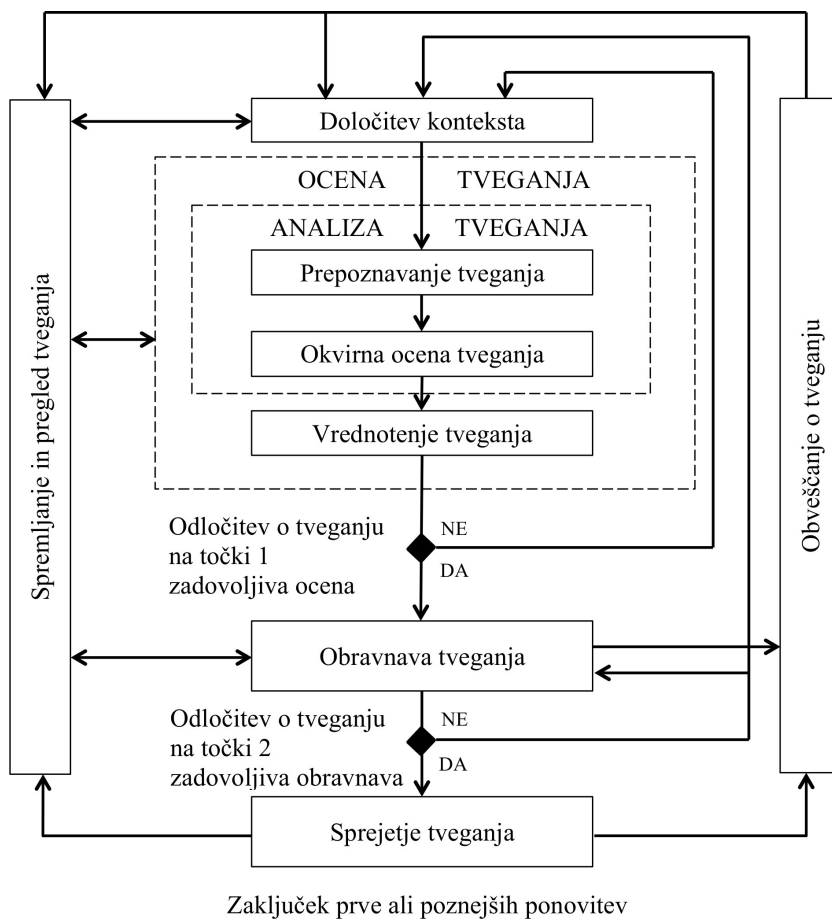 Določitev konteksta
OCENA TVEGANJA
ANALIZA TVEGANJA
Prepoznavanje tveganja
Okvirna ocena tveganja
Vrednotenje tveganja
Spremljanje in pregled tveganja
Obveščanje o tveganju
Odločitev o tveganju
na točki 1
zadovoljiva ocena
NE
DA
Obravnava tveganja
Odločitev o tveganju
na točki 2
zadovoljiva obravnava
NE
DA
Sprejetje tveganja
Zaključek prve ali poznejših ponovitev